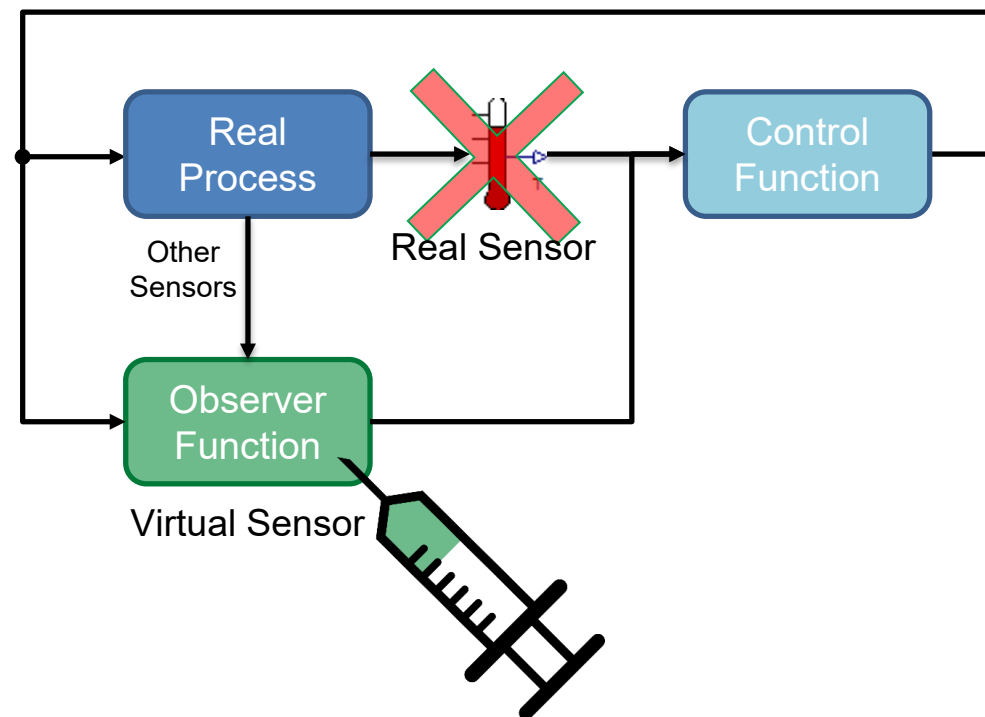 Real
Process
Control
Function
Real Sensor
Other
Sensors
Observer
Function
Virtual Sensor